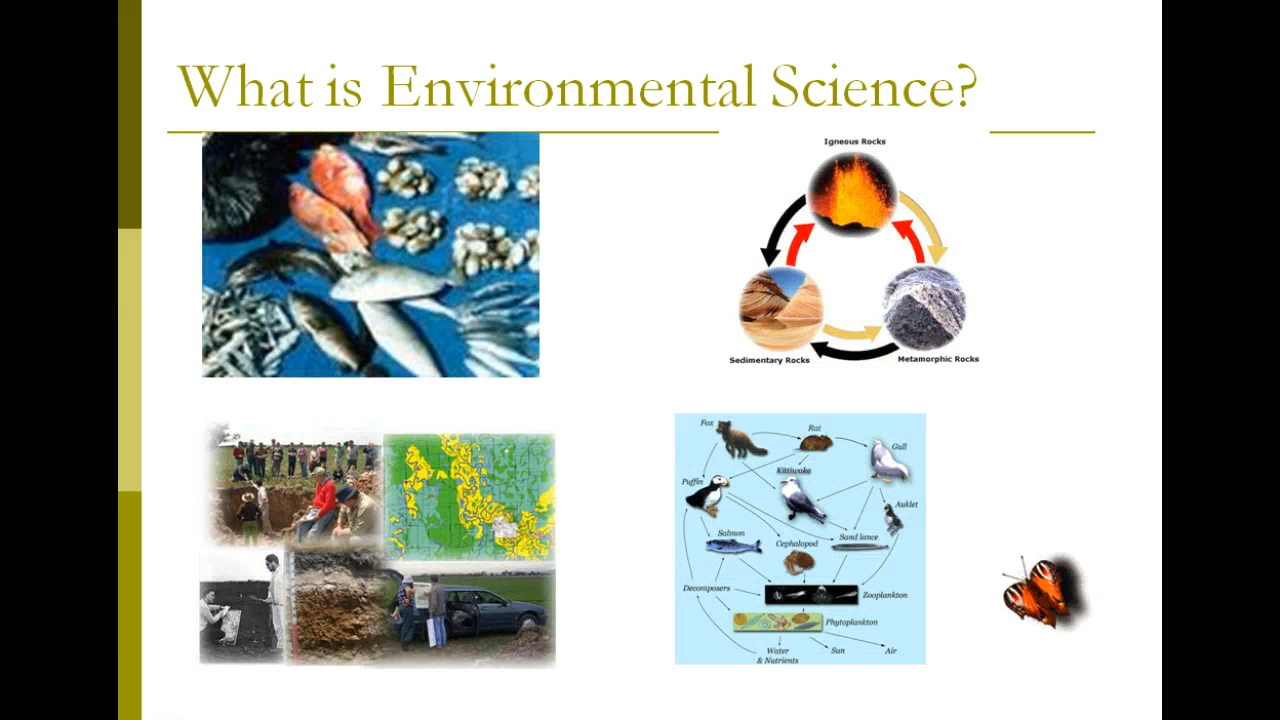 What is Environmental Science?
Igneous Rocks
Sedimentary Rocks
Metamorphic Rocks
Fox
Rat
Gull
Kittiwake
Puffin
Auklet
Salmon
Cephalopod
Sand lance
Decomposers
Zooplankton
Phytoplankton
Water
& Nutrients
Sun
Air